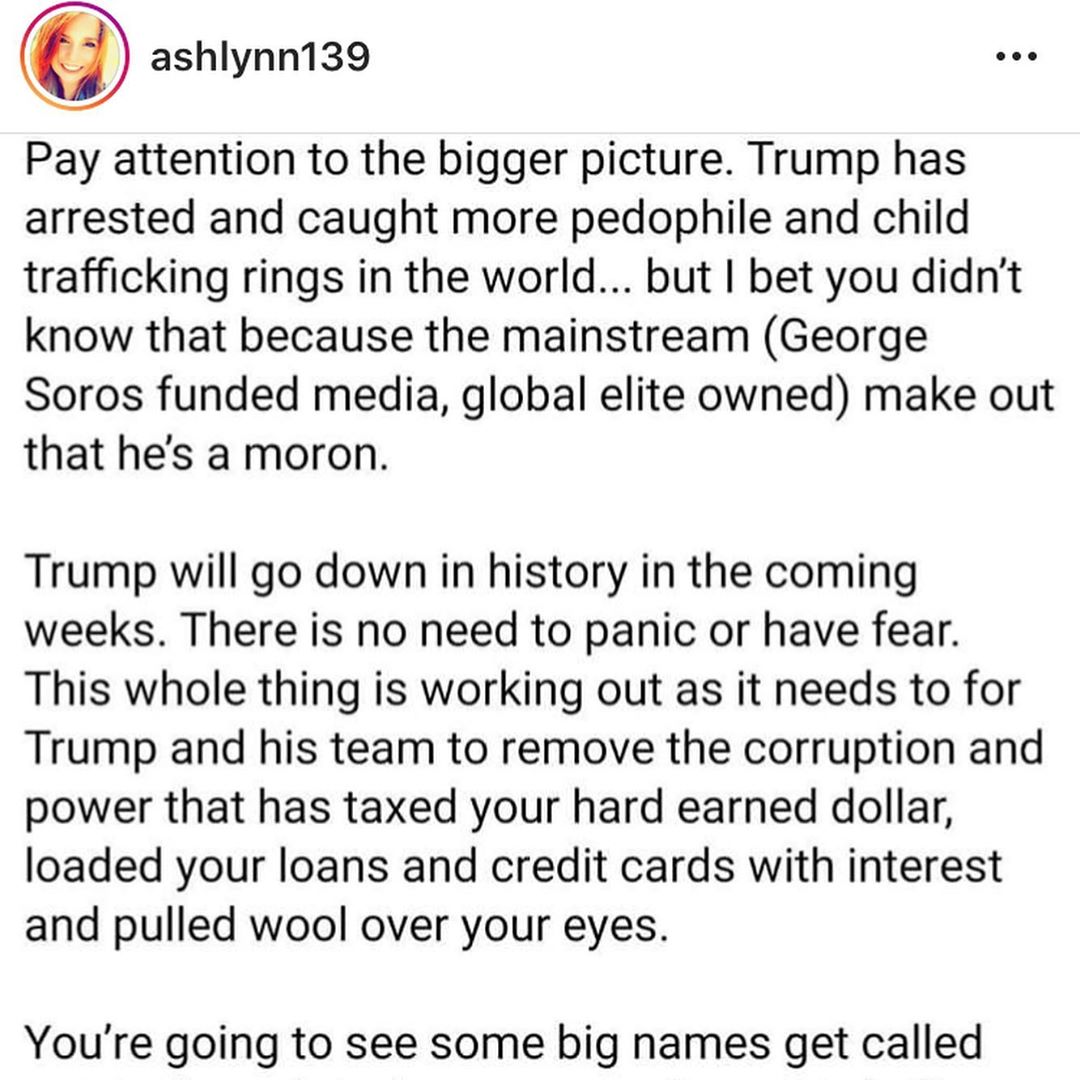 ashlynn139
Pay attention to the bigger picture. Trump has
arrested and caught more pedophile and child
trafficking rings in the world... but I bet you didn't
know that because the mainstream (George
Soros funded media, global elite owned) make out
that he's a moron.
Trump will go down in history in the coming
weeks. There is no need to panic or have fear.
This whole thing is working out as it needs to for
Trump and his team to remove the corruption and
power that has taxed your hard earned dollar,
loaded your loans and credit cards with interest
and pulled wool over your eyes.
You're going to see some big names get called